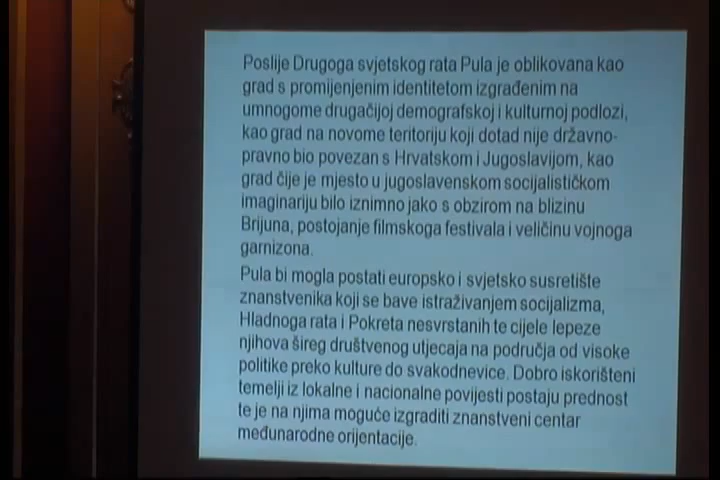 Poslije Drugoga svjetskog rata Pula je oblikovana kao
grad s promijenjenim identitetom izgrađenim na
umnogome drugačijoj demografskoj i kulturnoj podlozi,
kao grad na novome teritoriju koji dotad nije državno-
pravno bio povezan s Hrvatskom i Jugoslavijom, kao
grad čije je mjesto u jugoslavenskom socijalističkom
imaginariju bilo iznimno jako s obzirom na blizinu
Brijuna, postojanje filmskoga festivala i veličinu vojnoga
garnizona.
Pula bi mogla postati europsko i svjetsko susretište
znanstvenika koji se bave istraživanjem socijalizma,
Hladnoga rata i Pokreta nesvrstanih te cijele lepeze
njihova šireg društvenog utjecaja na područja od visoke
politike preko kulture do svakodnevice. Dobro iskorišteni
temelji iz lokalne i nacionalne povijesti postaju prednost
te je na njima moguće izgraditi znanstveni centar
međunarodne orijentacije.